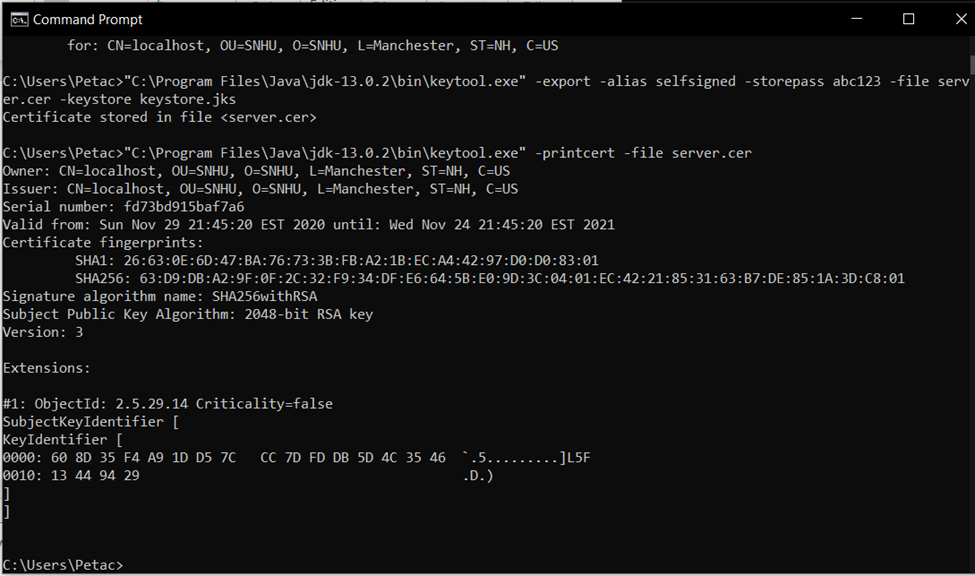 Command Prompt
for: CN=localhost, OU=SNHU, O=SNHU, L=Manchester, ST=NH, C=US
C:\Users\Petac>"C:\Program Files\Java\jdk-13.0.2\bin\keytool.exe" -export -alias selfsigned -storepass abc123 -file serv
er.cer -keystore keystore.jks
Certificate stored in file <server.cer>
C:\Users\Petac>"C:\Program Files\Java\jdk-13.0.2\bin\keytool.exe" -printcert -file server.cer
Owner: CN=localhost, OU=SNHU, O=SNHU, L=Manchester, ST=NH, C=US
Issuer: CN=localhost, OU=SNHU, O=SNHU, L=Manchester, ST=NH, C=US
Serial number: fd73bd915baf7a6
Valid from: Sun Nov 29 21:45:20 EST 2020 until: Wed Nov 24 21:45:20 EST 2021
Certificate fingerprints:
SHA1: 26:63:0E:6D:47:BA:76:73:3B:FB:A2:1B:EC:A4:42:97:D0:D0:83:01
SHA256: 63:D9:DB:A2:9F:0F:2C:32:F9:34:DF:E6:64:5B:E0:9D:3C:04:01:EC:42:21:85:31:63:B7:DE:85:1A:3D:C8:01
Signature algorithm name: SHA256withRSA
Subject Public Key Algorithm: 2048-bit RSA key
Version: 3
Extensions:
#1: ObjectId: 2.5.29.14 Criticality=false
SubjectKeyIdentifier [
KeyIdentifier [
0000: 60 8D 35 F4 A9 1D D5 7C   CC 7D FD DB 5D 4C 35 46  `.5.........]L5F
0010: 13 44 94 29                                        .D.)
]
]
C:\Users\Petac>